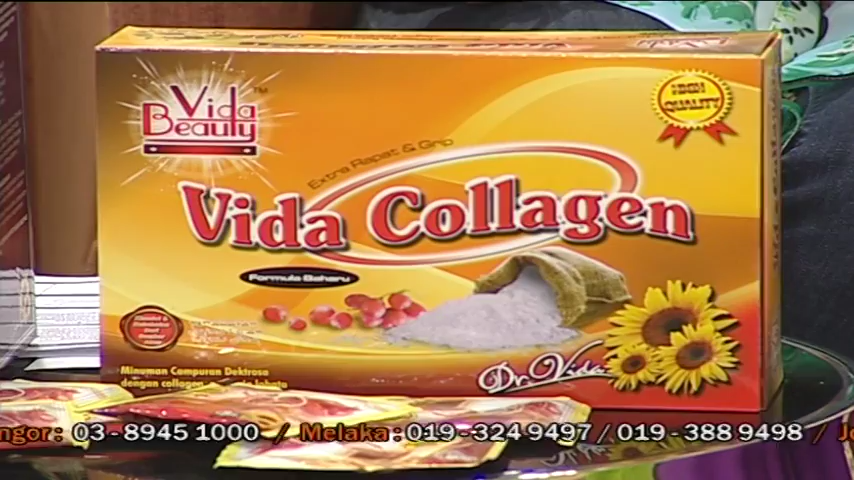 Vida
Beauty
TM
HIGH
QUALITY
Extra Rapat & Grip
Vida Collagen
Formula Baharu
Dr. Vida
Minuman Campuran Dektrosa
dengan collagen
ngor : 03-8945 1000 / Melaka : 019-324 9497 / 019-388 9498 / Jo